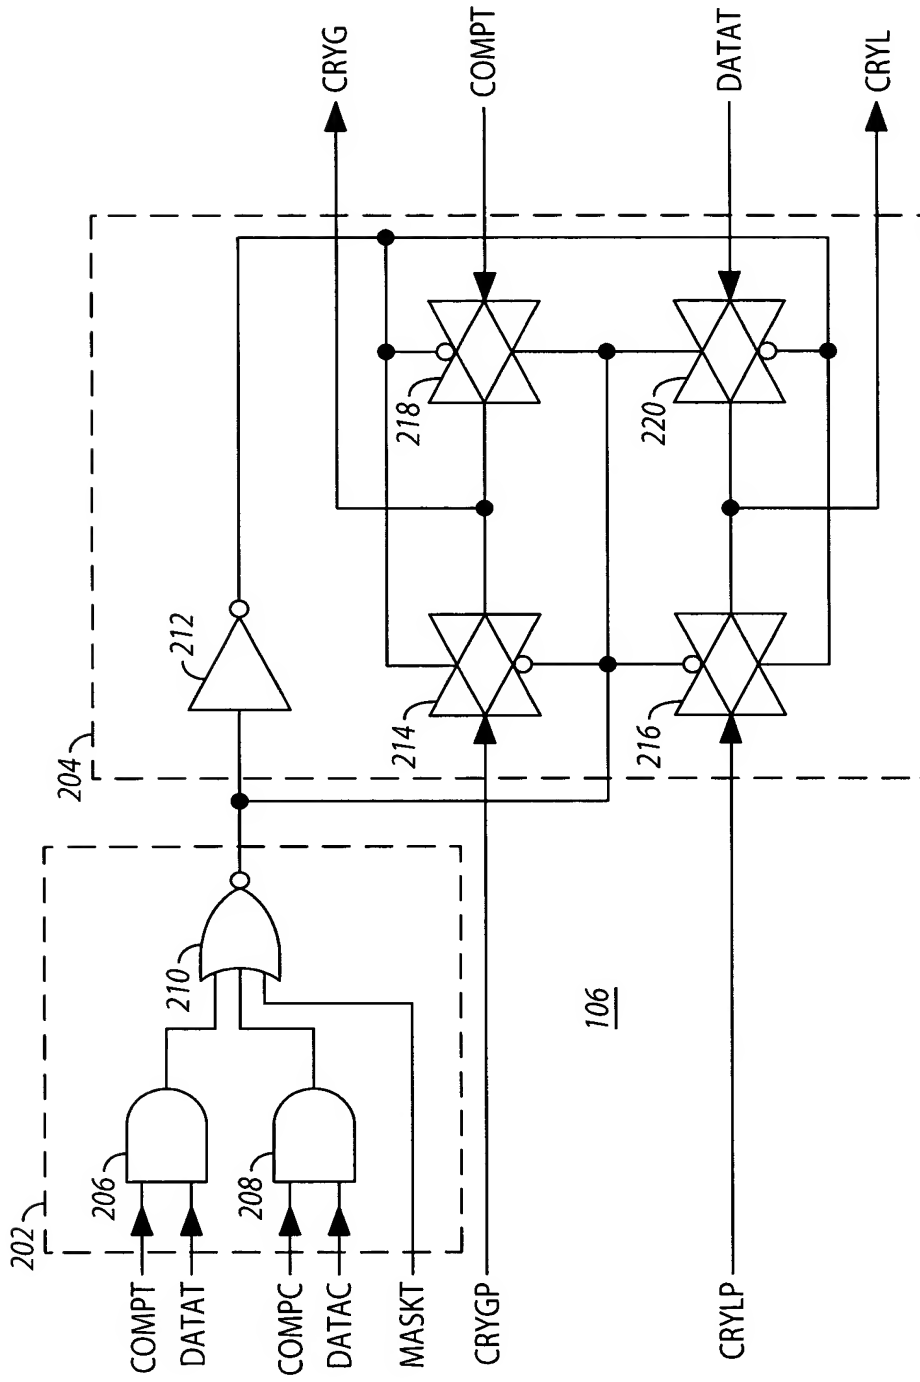 202
COMPT
DATAT
206
COMPC
DATAC
208
MASKT
210
204
212
CRYGP
214
218
CRYG
COMPT
106
CRYLP
216
220
DATAT
CRYL